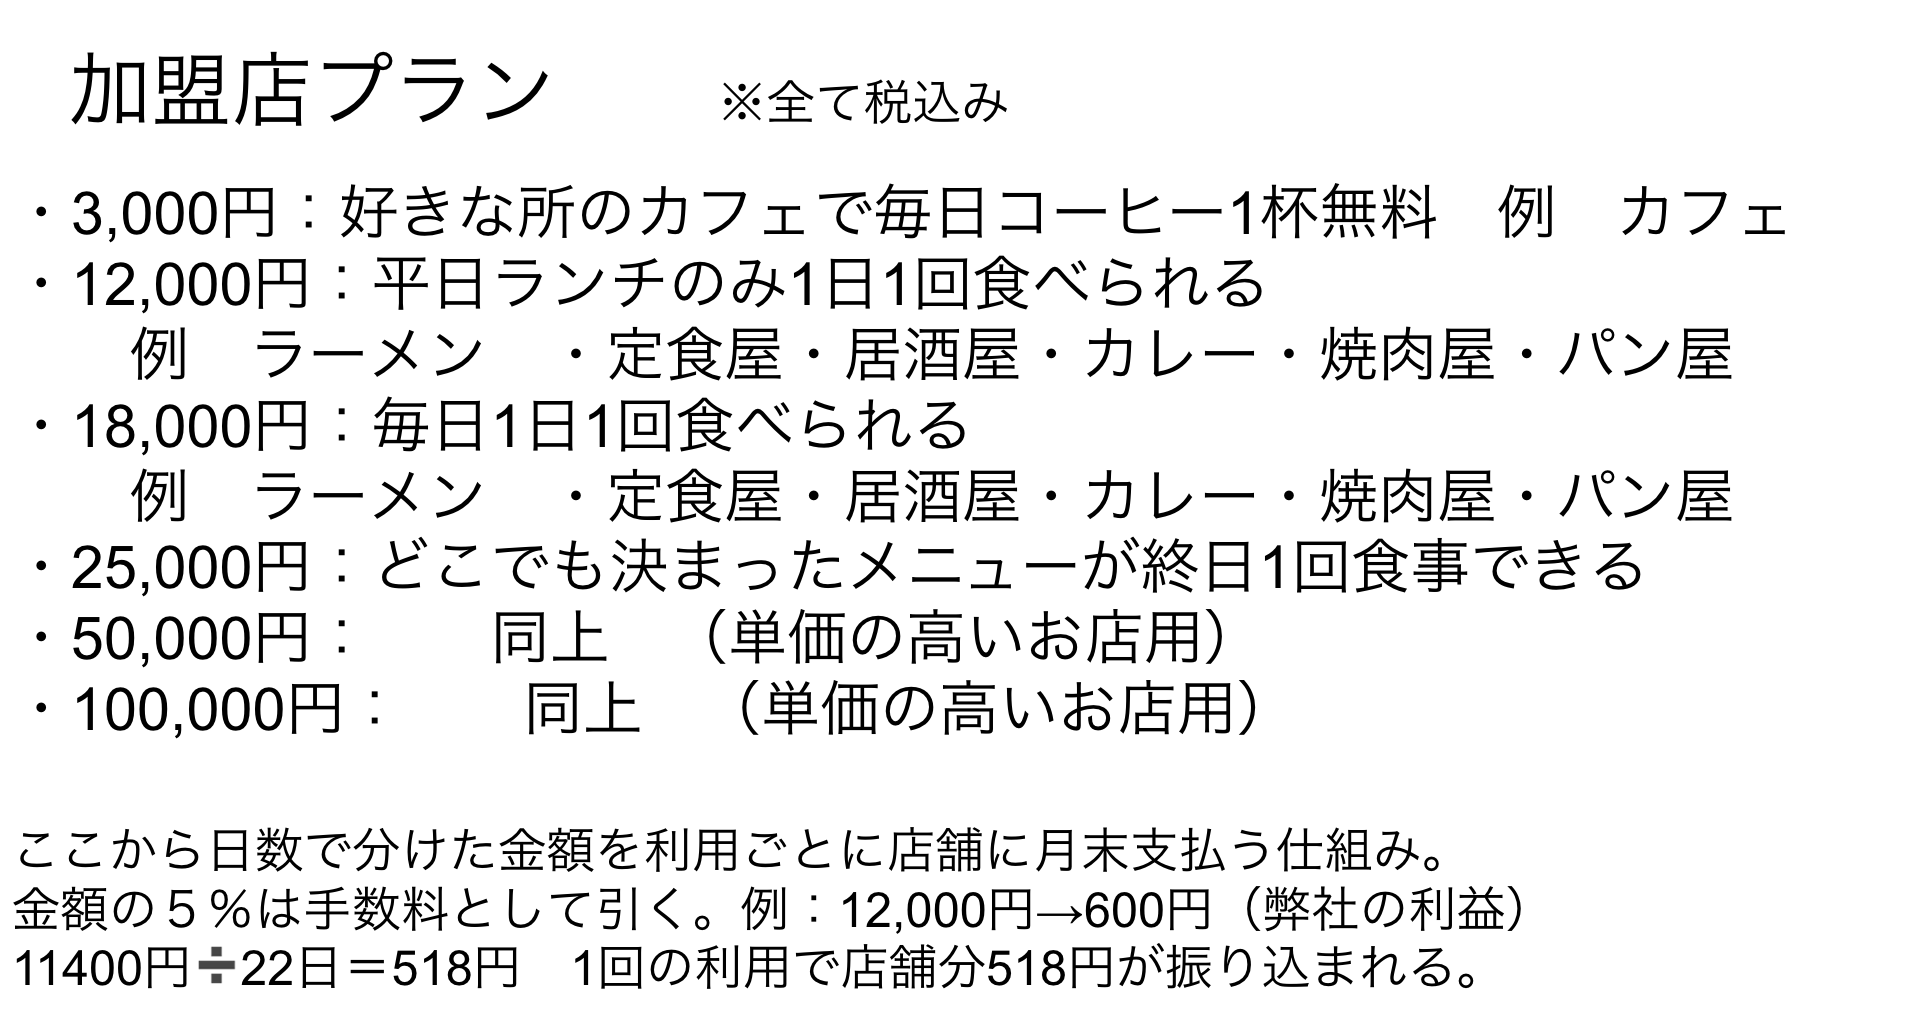 加盟店プラン　※全て税込み
・3,000円：好きな所のカフェで毎日コーヒー1杯無料　例　カフェ
・12,000円：平日ランチのみ1日1回食べられる
例　ラーメン　・定食屋・居酒屋・カレー・焼肉屋・パン屋
・18,000円：毎日1日1回食べられる
例　ラーメン　・定食屋・居酒屋・カレー・焼肉屋・パン屋
・25,000円：どこでも決まったメニューが終日1回食事できる
・50,000円：　　同上　（単価の高いお店用）
・100,000円：　　同上　（単価の高いお店用）
ここから日数で分けた金額を利用ごとに店舗に月末支払う仕組み。
金額の５％は手数料として引く。例：12,000円→600円（弊社の利益）
11400円➗22日＝518円　1回の利用で店舗分518円が振り込まれる。